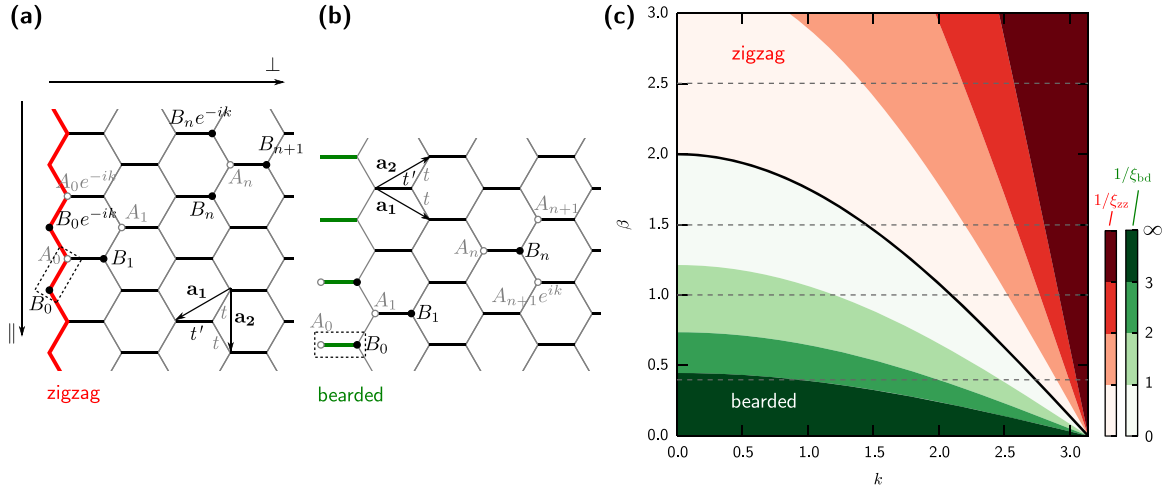 (a)
⊥
∥
B_n e^{-ik}
B_{n+1}
A_n
A_0 e^{-ik}
A_1
B_n
B_0 e^{-ik}
A_0
B_1
B_0
a_1
a_2
t
t'
t
zigzag
(b)
a_2
t'
t
t
a_1
A_{n+1}
A_n
B_n
A_{n+1} e^{ik}
A_1
B_1
A_0
B_0
bearded
(c)
3.0
2.5
2.0
1.5
1.0
0.5
0.0
β
zigzag
bearded
0.0 0.5 1.0 1.5 2.0 2.5 3.0
k
1/ξ_zz
1/ξ_bd
∞
3
2
1
0